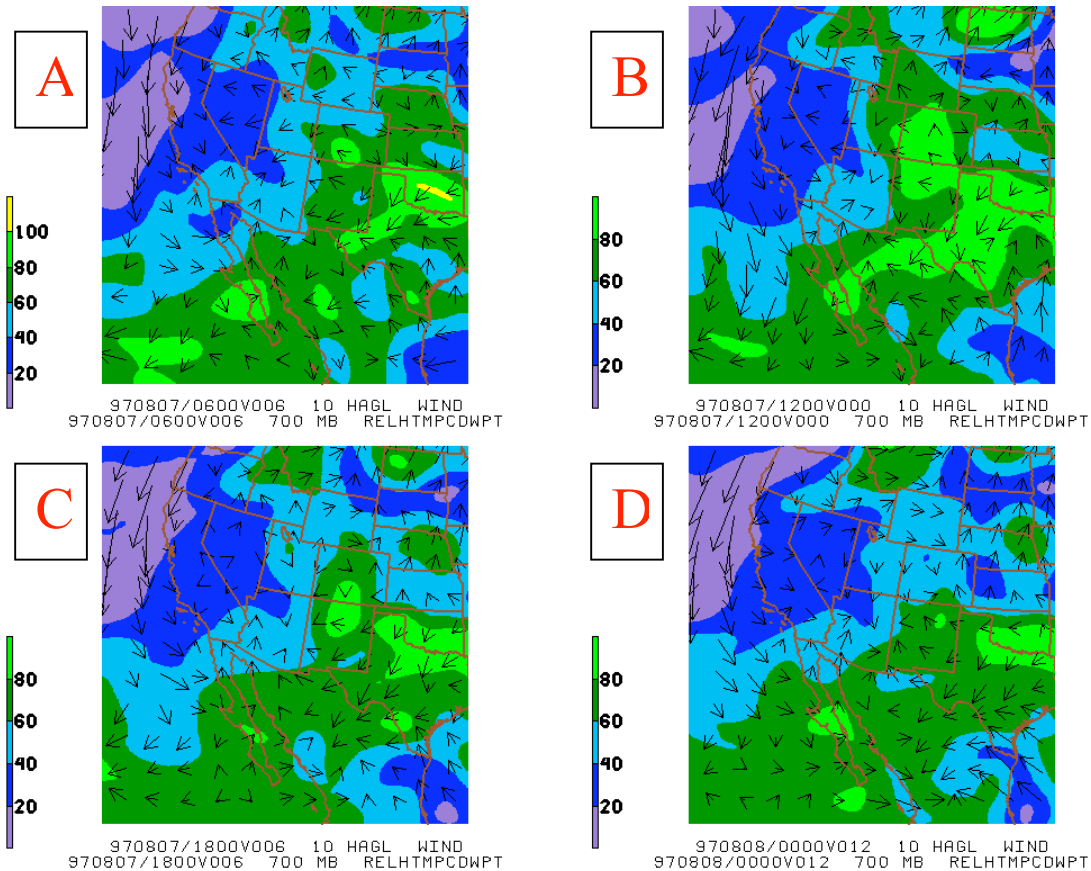 A
100
80
60
40
20
970807/0600V006 10 HAGL WIND
970807/0600V006 700 MB RELHTMPCDWPT
B
80
60
40
20
970807/1200V000 10 HAGL WIND
970807/1200V000 700 MB RELHTMPCDWPT
C
80
60
40
20
970807/1800V006 10 HAGL WIND
970807/1800V006 700 MB RELHTMPCDWPT
D
80
60
40
20
970808/0000V012 10 HAGL WIND
970808/0000V012 700 MB RELHTMPCDWPT